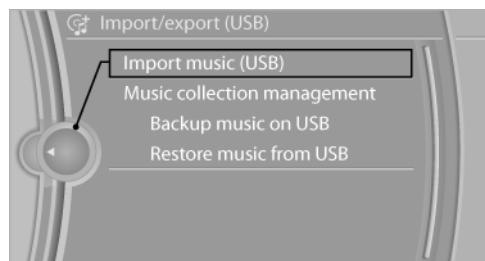 Import/export (USB)
Import music (USB)
Music collection management
Backup music on USB
Restore music from USB